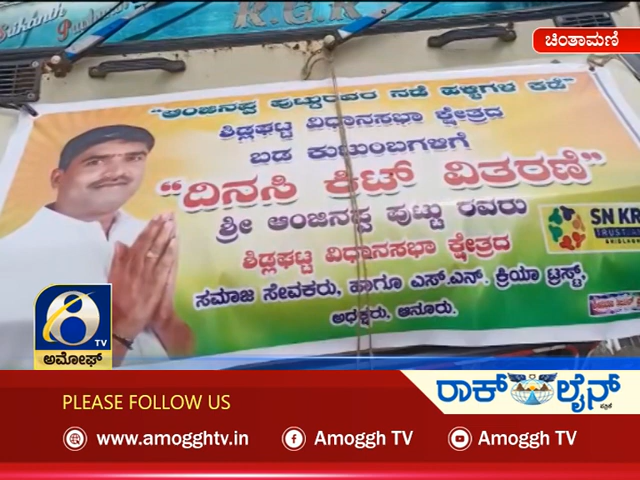 Srikanth
R.G.R
ಚಿಂತಾಮಣಿ
"ಆಂಜಿನಪ್ಪ ಪುಟ್ಟುರವರ ನಡೆ ಹಳ್ಳಿಗಳ ಕಡೆ"
ಶಿಡ್ಲಘಟ್ಟ ವಿಧಾನಸಭಾ ಕ್ಷೇತ್ರದ
ಬಡ ಕುಟುಂಬಗಳಿಗೆ
"ದಿನಸಿ ಕಿಟ್ ವಿತರಣೆ"
ಶ್ರೀ ಆಂಜಿನಪ್ಪ ಪುಟ್ಟು ರವರು
ಶಿಡ್ಲಘಟ್ಟ ವಿಧಾನಸಭಾ ಕ್ಷೇತ್ರದ
ಸಮಾಜ ಸೇವಕರು, ಹಾಗೂ ಎಸ್.ಎನ್. ಕ್ರಿಯಾ ಟ್ರಸ್ಟ್,
ಅಧ್ಯಕ್ಷರು, ಆನೂರು.
SN KR
TRUST
TV
ಅಮೋಘ್
ರಾಕ್ ಲೈನ್
PLEASE FOLLOW US
www.amogghtv.in
Amoggh TV
Amoggh TV